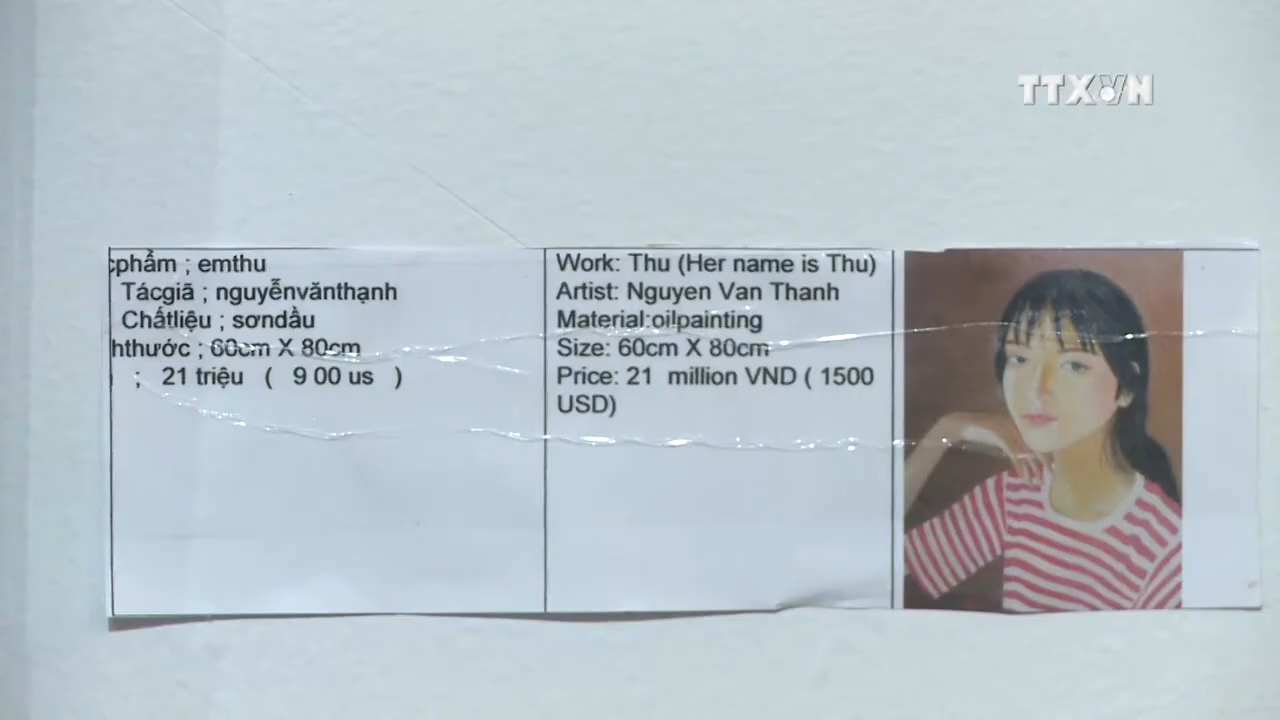 TTXVN
cphẩm ; emthu
Tácgiã ; nguyễnvănthạnh
Chấtliệu ; sơndầu
hthước ; 60cm X 80cm
; 21 triệu ( 9 00 us )
Work: Thu (Her name is Thu)
Artist: Nguyen Van Thanh
Material:oilpainting
Size: 60cm X 80cm
Price: 21 million VND ( 1500
USD)